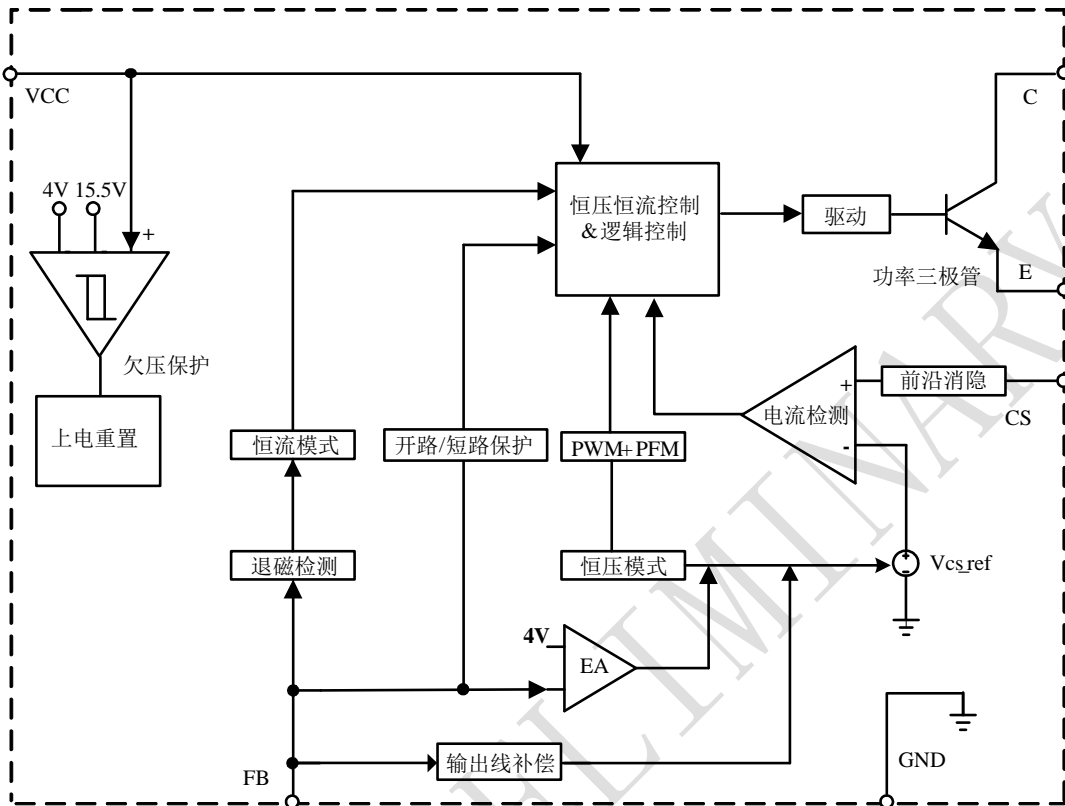 VCC
C
4V 15.5V
+
恒压恒流控制
&逻辑控制
驱动
功率三极管
E
欠压保护
上电重置
恒流模式
开路/短路保护
PWM+PFM
+
电流检测
-
前沿消隐
CS
退磁检测
恒压模式
+
-
Vcs_ref
4V
EA
FB
输出线补偿
GND
ELIMINARY